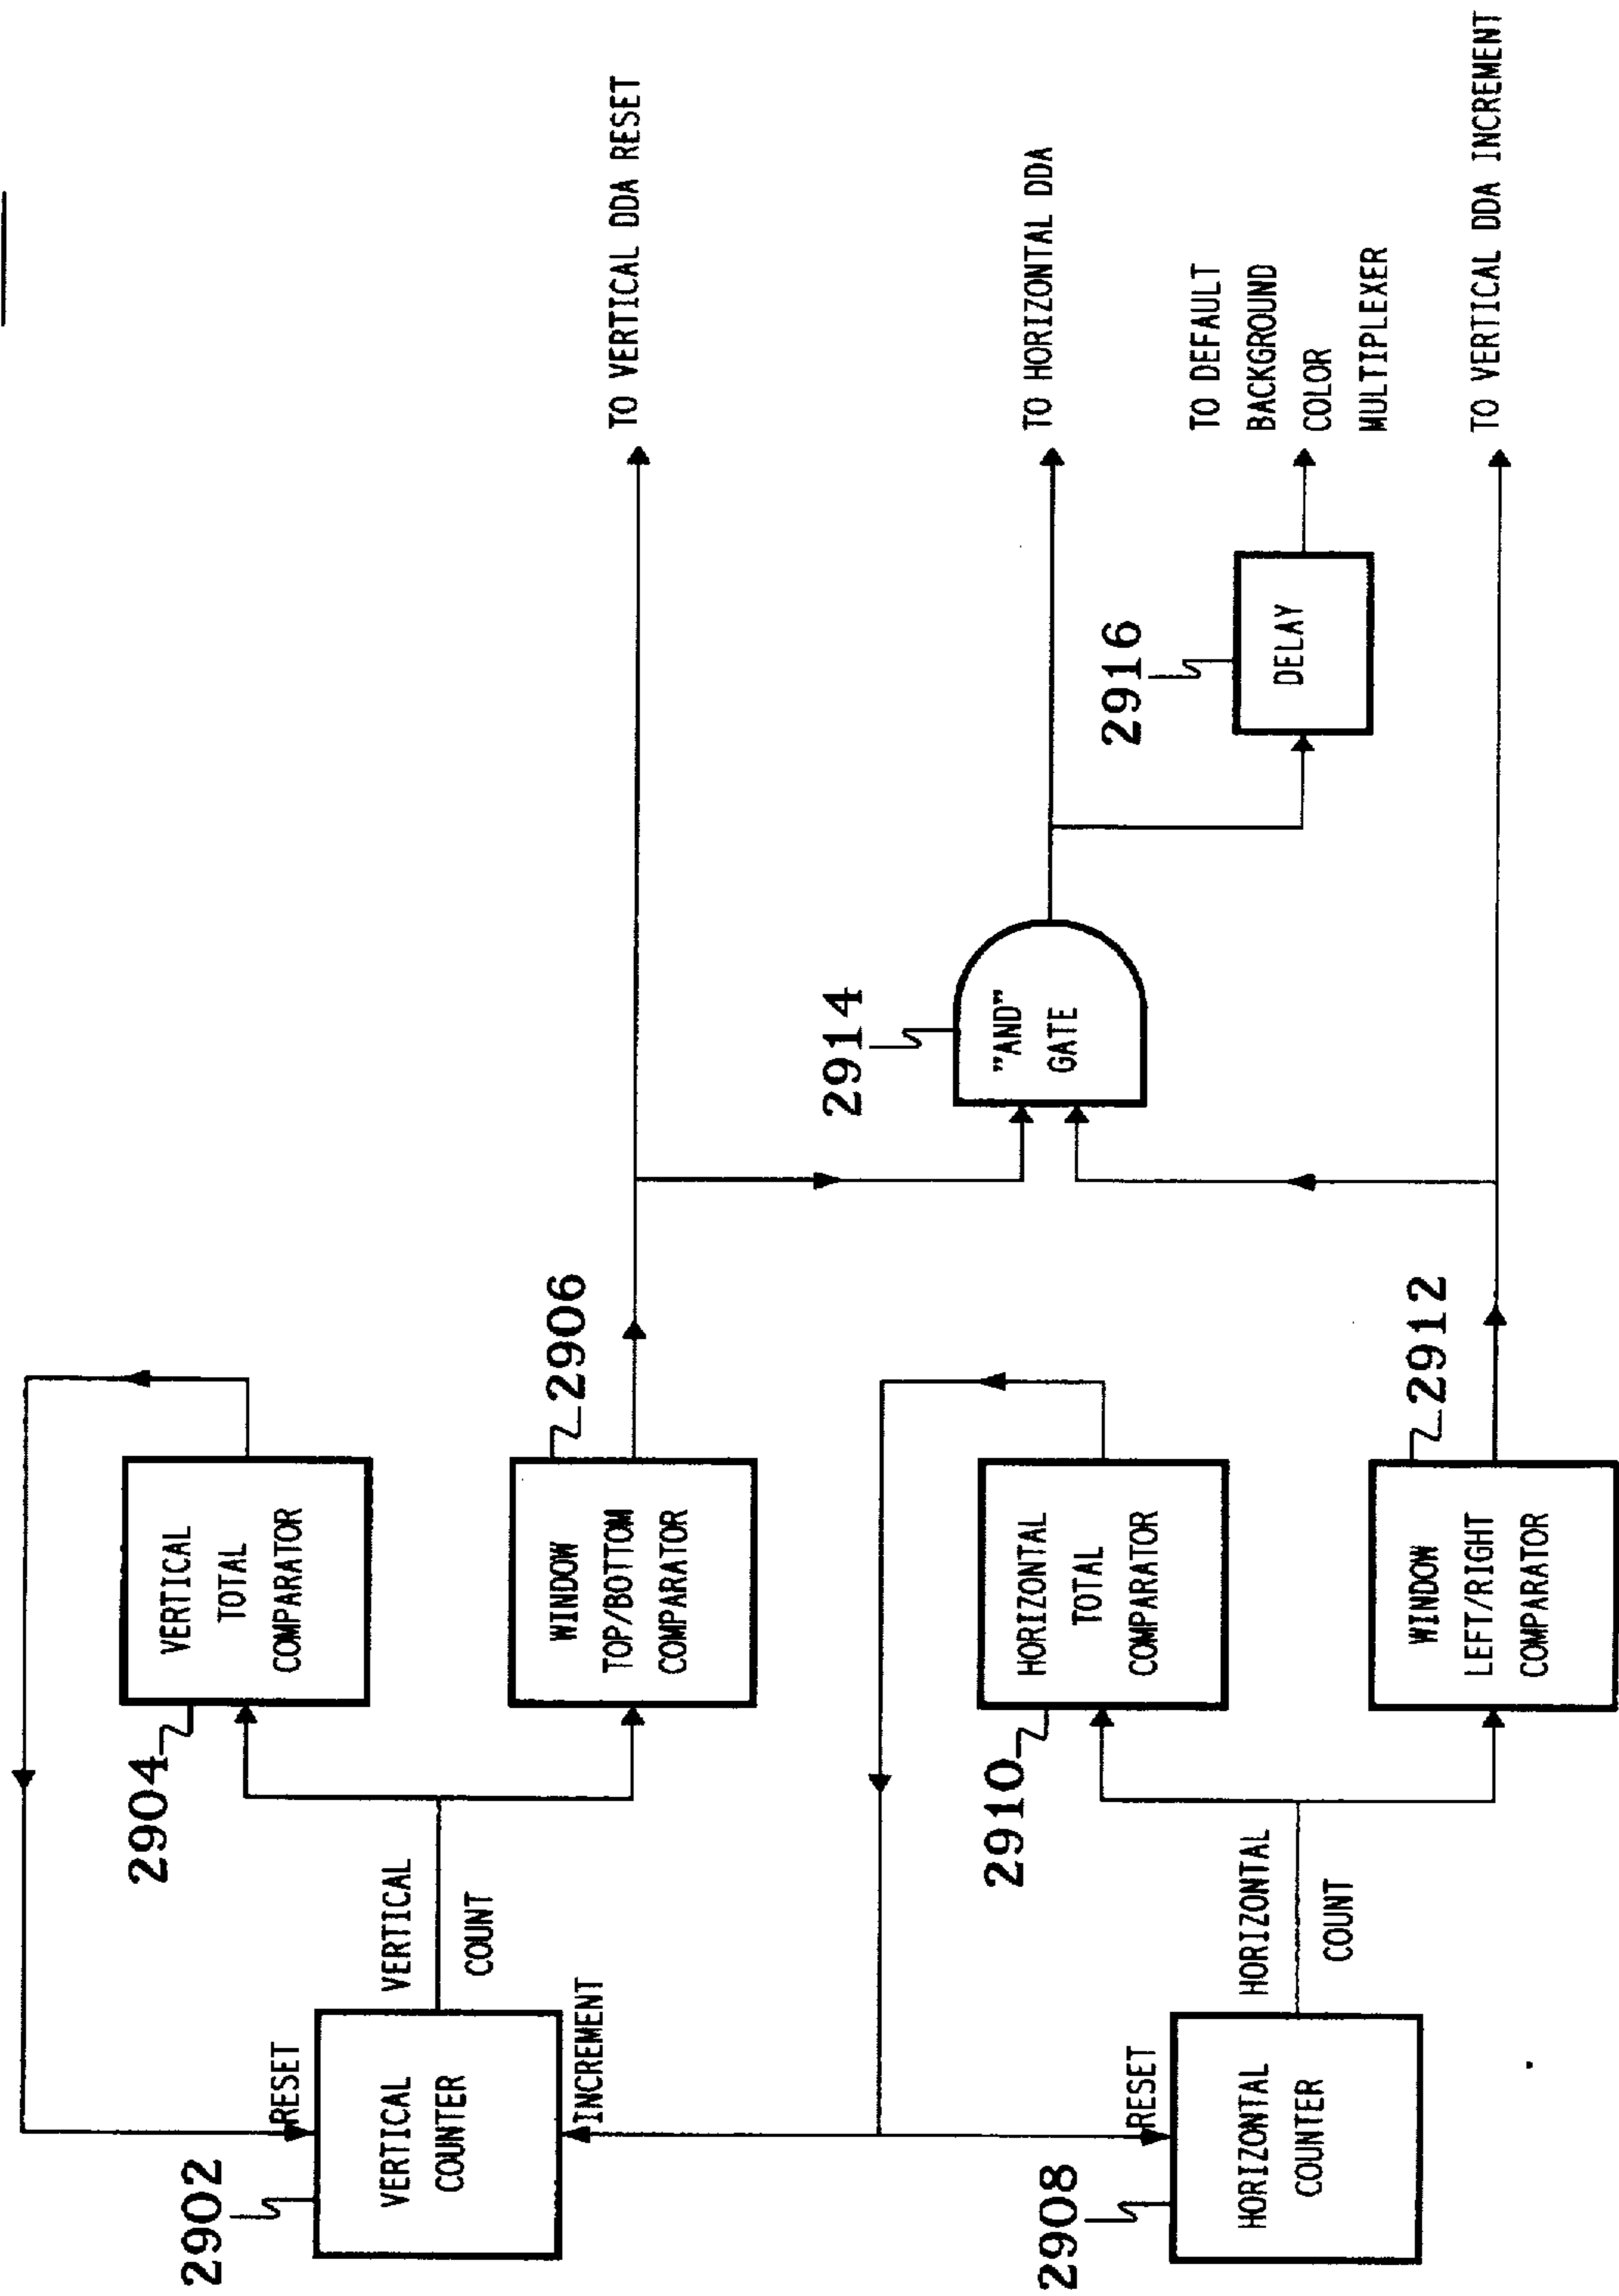 2902
RESET
VERTICAL
COUNTER
INCREMENT
VERTICAL
COUNT
2904
VERTICAL
TOTAL
COMPARATOR
2906
WINDOW
TOP/BOTTOM
COMPARATOR
TO VERTICAL DDA RESET
2908
RESET
HORIZONTAL
COUNTER
HORIZONTAL
COUNT
2910
HORIZONTAL
TOTAL
COMPARATOR
2912
WINDOW
LEFT/RIGHT
COMPARATOR
2914
"AND"
GATE
TO HORIZONTAL DDA
2916
DELAY
TO DEFAULT
BACKGROUND
COLOR
MULTIPLEXER
TO VERTICAL DDA INCREMENT